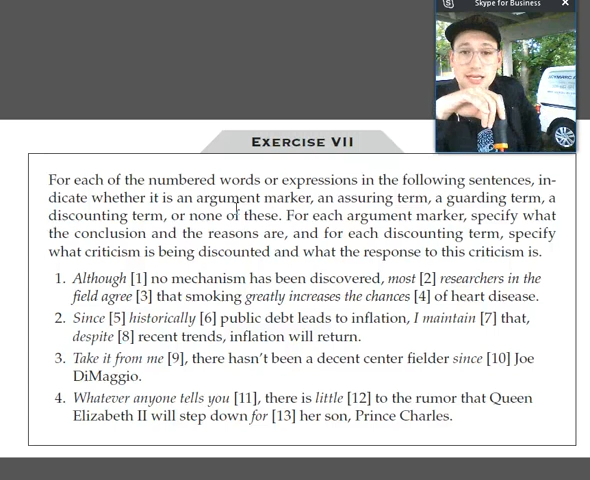 Skype for Business
EXERCISE VII
For each of the numbered words or expressions in the following sentences, in-
dicate whether it is an argument marker, an assuring term, a guarding term, a
discounting term, or none of these. For each argument marker, specify what
the conclusion and the reasons are, and for each discounting term, specify
what criticism is being discounted and what the response to this criticism is.
1. Although [1] no mechanism has been discovered, most [2] researchers in the
field agree [3] that smoking greatly increases the chances [4] of heart disease.
2. Since [5] historically [6] public debt leads to inflation, I maintain [7] that,
despite [8] recent trends, inflation will return.
3. Take it from me [9], there hasn't been a decent center fielder since [10] Joe
DiMaggio.
4. Whatever anyone tells you [11], there is little [12] to the rumor that Queen
Elizabeth II will step down for [13] her son, Prince Charles.